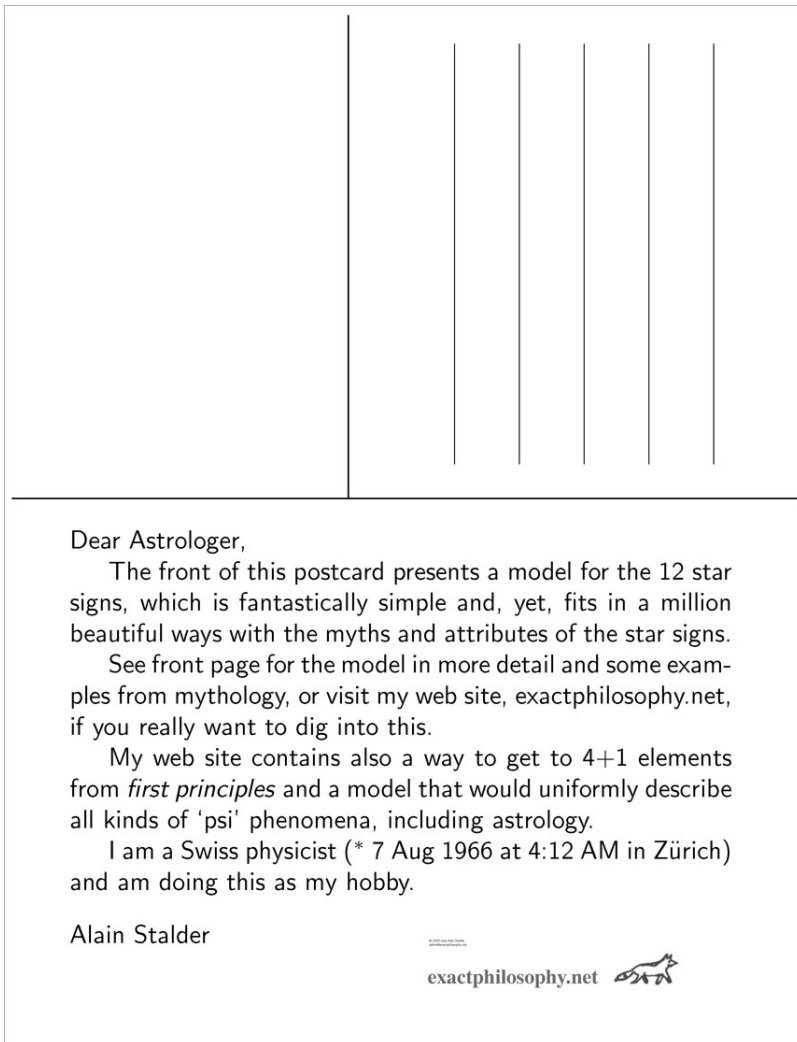 Dear Astrologer,
The front of this postcard presents a model for the 12 star
signs, which is fantastically simple and, yet, fits in a million
beautiful ways with the myths and attributes of the star signs.
See front page for the model in more detail and some exam-
ples from mythology, or visit my web site, exactphilosophy.net,
if you really want to dig into this.
My web site contains also a way to get to 4+1 elements
from first principles and a model that would uniformly describe
all kinds of ‘psi’ phenomena, including astrology.
I am a Swiss physicist (* 7 Aug 1966 at 4:12 AM in Zürich)
and am doing this as my hobby.
Alain Stalder
exactphilosophy.net